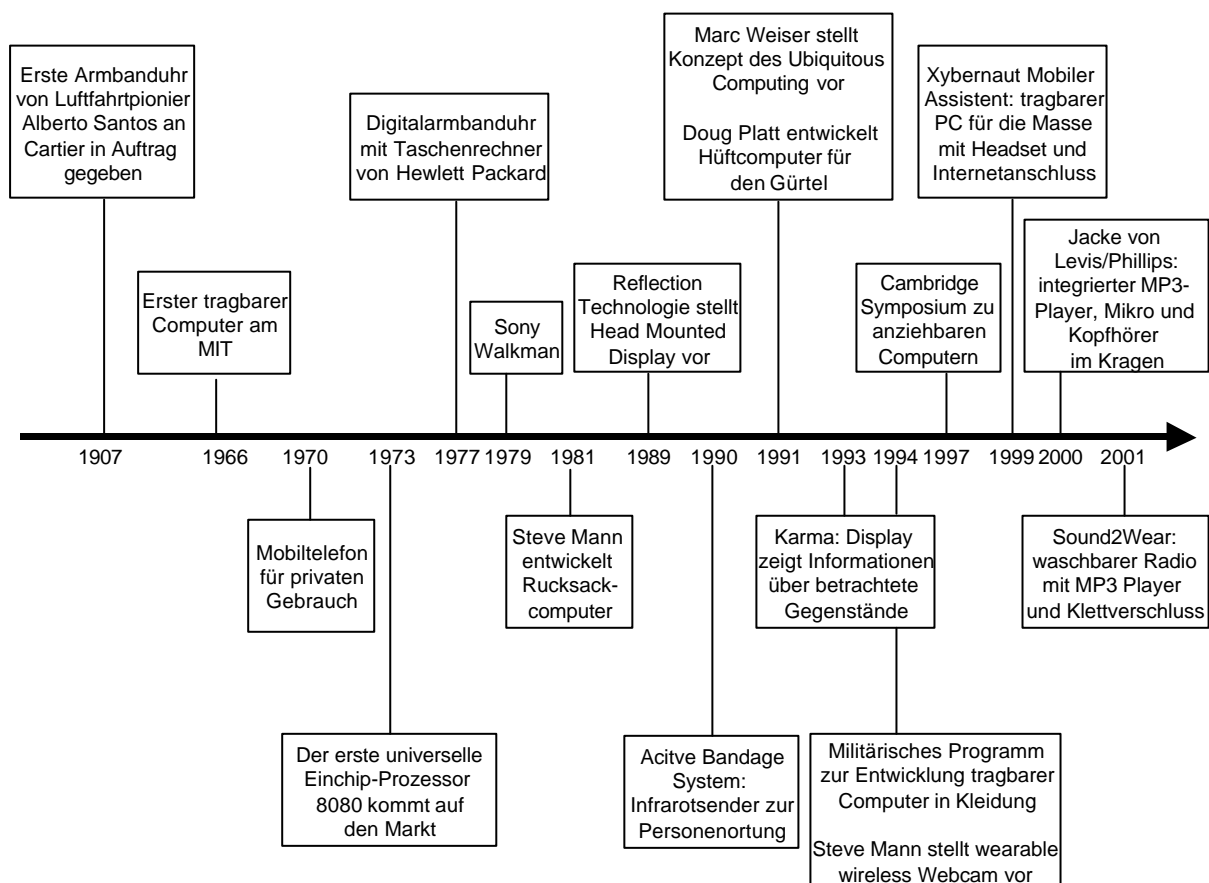 Erste Armbanduhr
von Luftfahrtpionier
Alberto Santos an
Cartier in Auftrag
gegeben
Erster tragbarer
Computer am
MIT
Digitalarmbanduhr
mit Taschenrechner
von Hewlett Packard
Sony
Walkman
Reflection
Technologie stellt
Head Mounted
Display vor
Marc Weiser stellt
Konzept des Ubiquitous
Computing vor
Doug Platt entwickelt
Hüftcomputer für
den Gürtel
Cambridge
Symposium zu
anziehbaren
Computern
Xybernaut Mobiler
Assistent: tragbarer
PC für die Masse
mit Headset und
Internetanschluss
Jacke von
Levis/Phillips:
integrierter MP3-
Player, Mikro und
Kopfhörer
im Kragen
1907 1966 1970 1973 1977 1979 1981 1989 1990 1991 1993 1994 1997 1999 2000 2001
Mobiltelefon
für privaten
Gebrauch
Der erste universelle
Einchip-Prozessor
8080 kommt auf
den Markt
Steve Mann
entwickelt
Rucksack-
computer
Acitve Bandage
System:
Infrarotsender zur
Personenortung
Karma: Display
zeigt Informationen
über betrachtete
Gegenstände
Militärisches Programm
zur Entwicklung tragbarer
Computer in Kleidung
Steve Mann stellt wearable
wireless Webcam vor
Sound2Wear:
waschbarer Radio
mit MP3 Player
und Klettverschluss